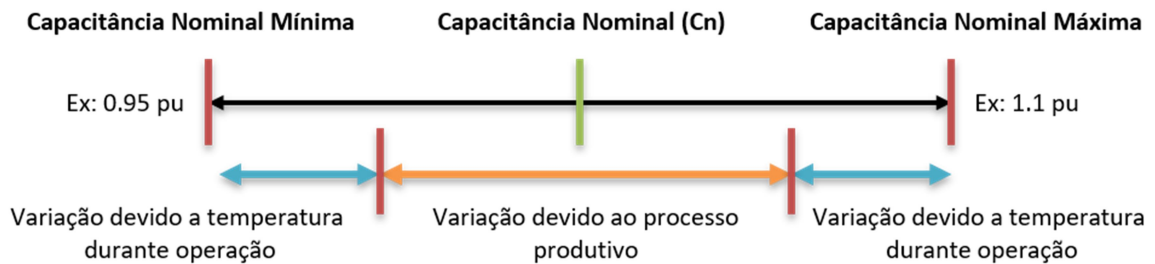 Capacitância Nominal Mínima
Capacitância Nominal (Cn)
Capacitância Nominal Máxima
Ex: 0.95 pu
Ex: 1.1 pu
Variação devido a temperatura
durante operação
Variação devido ao processo
produtivo
Variação devido a temperatura
durante operação